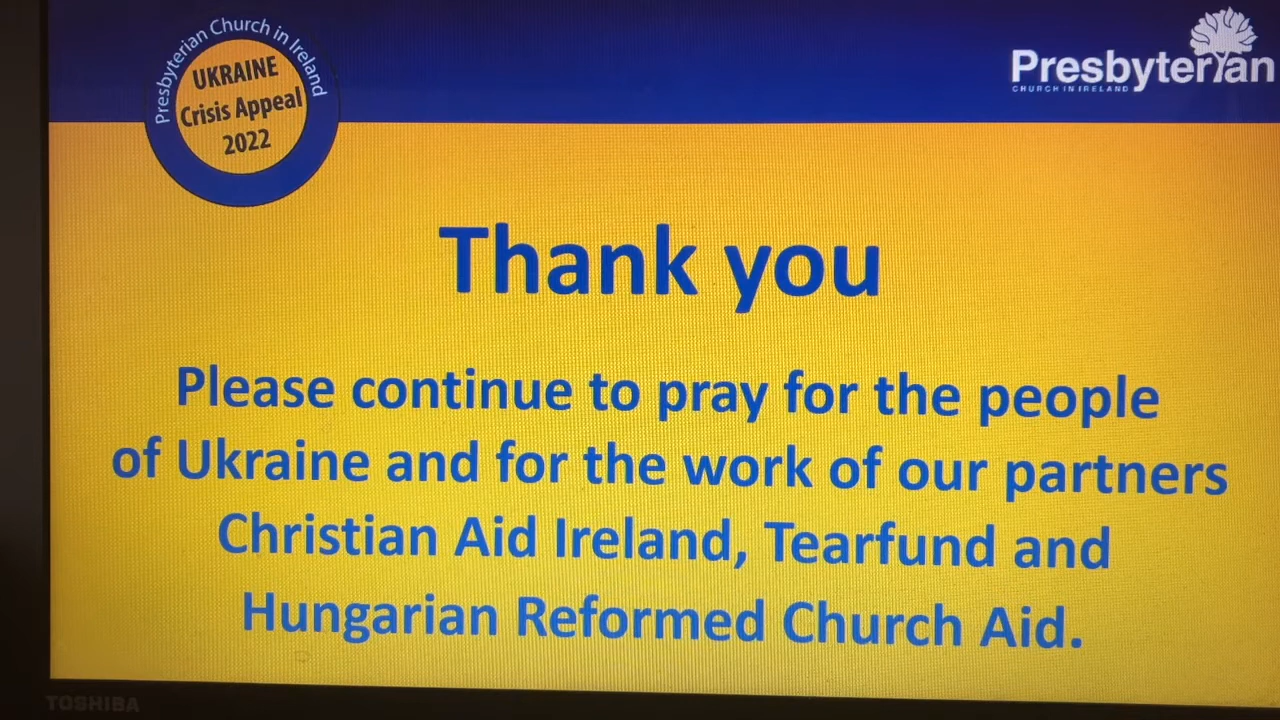 Presbyterian Church in Ireland
UKRAINE
Crisis Appeal
2022
Presbyterian
CHURCH IN IRELAND
Thank you
Please continue to pray for the people
of Ukraine and for the work of our partners
Christian Aid Ireland, Tearfund and
Hungarian Reformed Church Aid.
TOSHIBA